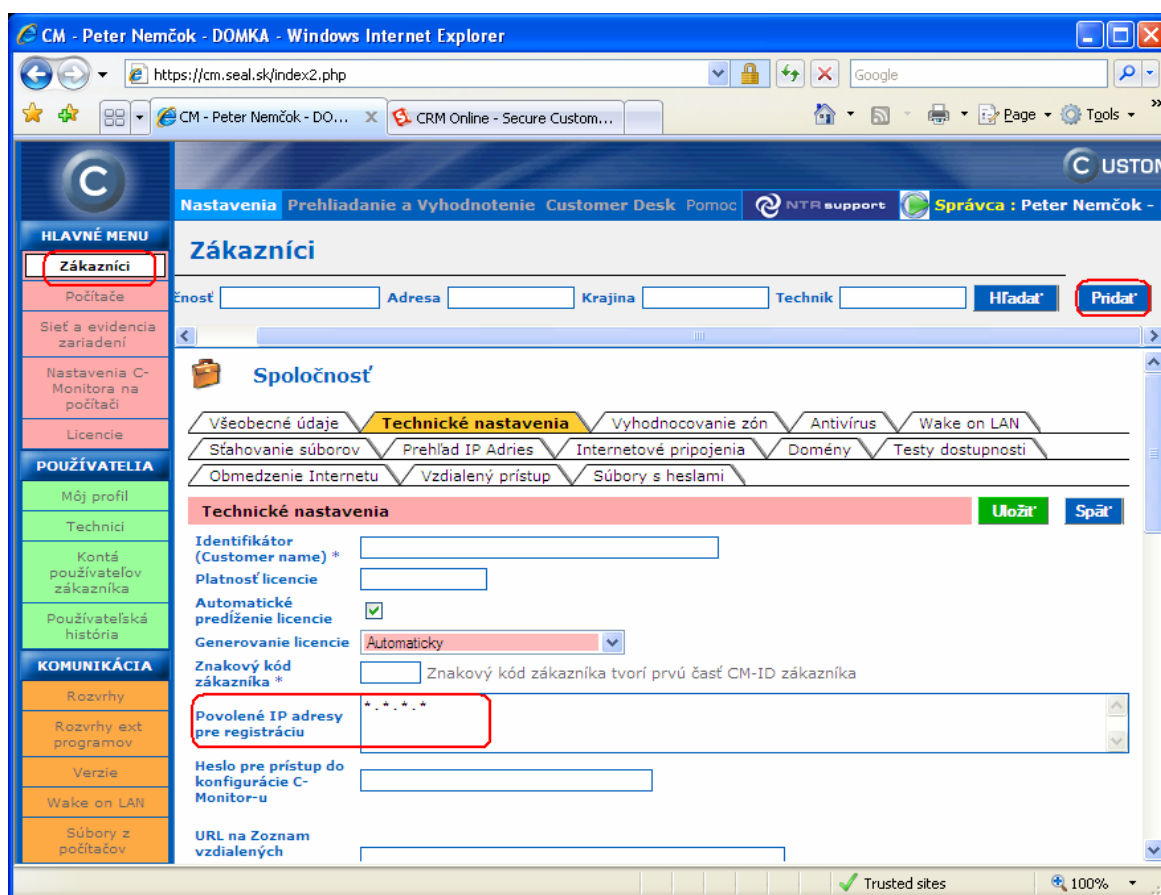 CM - Peter Nemčok - DOMKA - Windows Internet Explorer
https://cm.seal.sk/index2.php
Google
CM - Peter Nemčok - DO...
CRM Online - Secure Custom...
Page
Tools
C
C USTOM
Nastavenia Prehliadanie a Vyhodnotenie Customer Desk Pomoc NTRsupport Správca : Peter Nemčok -
HLAVNÉ MENU
Zákazníci
Počítače
Sieť a evidencia
zariadení
Nastavenia C-
Monitora na
počítači
Licencie
POUŽÍVATELIA
Môj profil
Technici
Kontá
používateľov
zákazníka
Používateľská
história
KOMUNIKÁCIA
Rozvrhy
Rozvrhy ext
programov
Verzie
Wake on LAN
Súbory z
počítačov
Zákazníci
čnosť Adresa Krajina Technik Hľadať Pridať
Spoločnosť
Všeobecné údaje Technické nastavenia Vyhodnocovanie zón Antivírus Wake on LAN
Sťahovanie súborov Prehľad IP Adries Internetové pripojenia Domény Testy dostupnosti
Obmedzenie Internetu Vzdialený prístup Súbory s heslami
Technické nastavenia Uložiť Späť
Identifikátor
(Customer name) *
Platnosť licencie
Automatické
predĺženie licencie
Generovanie licencie Automaticky
Znakový kód
zákazníka * Znakový kód zákazníka tvorí prvú časť CM-ID zákazníka
Povolené IP adresy
pre registráciu
*.*.*.*
Heslo pre prístup do
konfigurácie C-
Monitor-u
URL na Zoznam
vzdialených
Trusted sites
100%